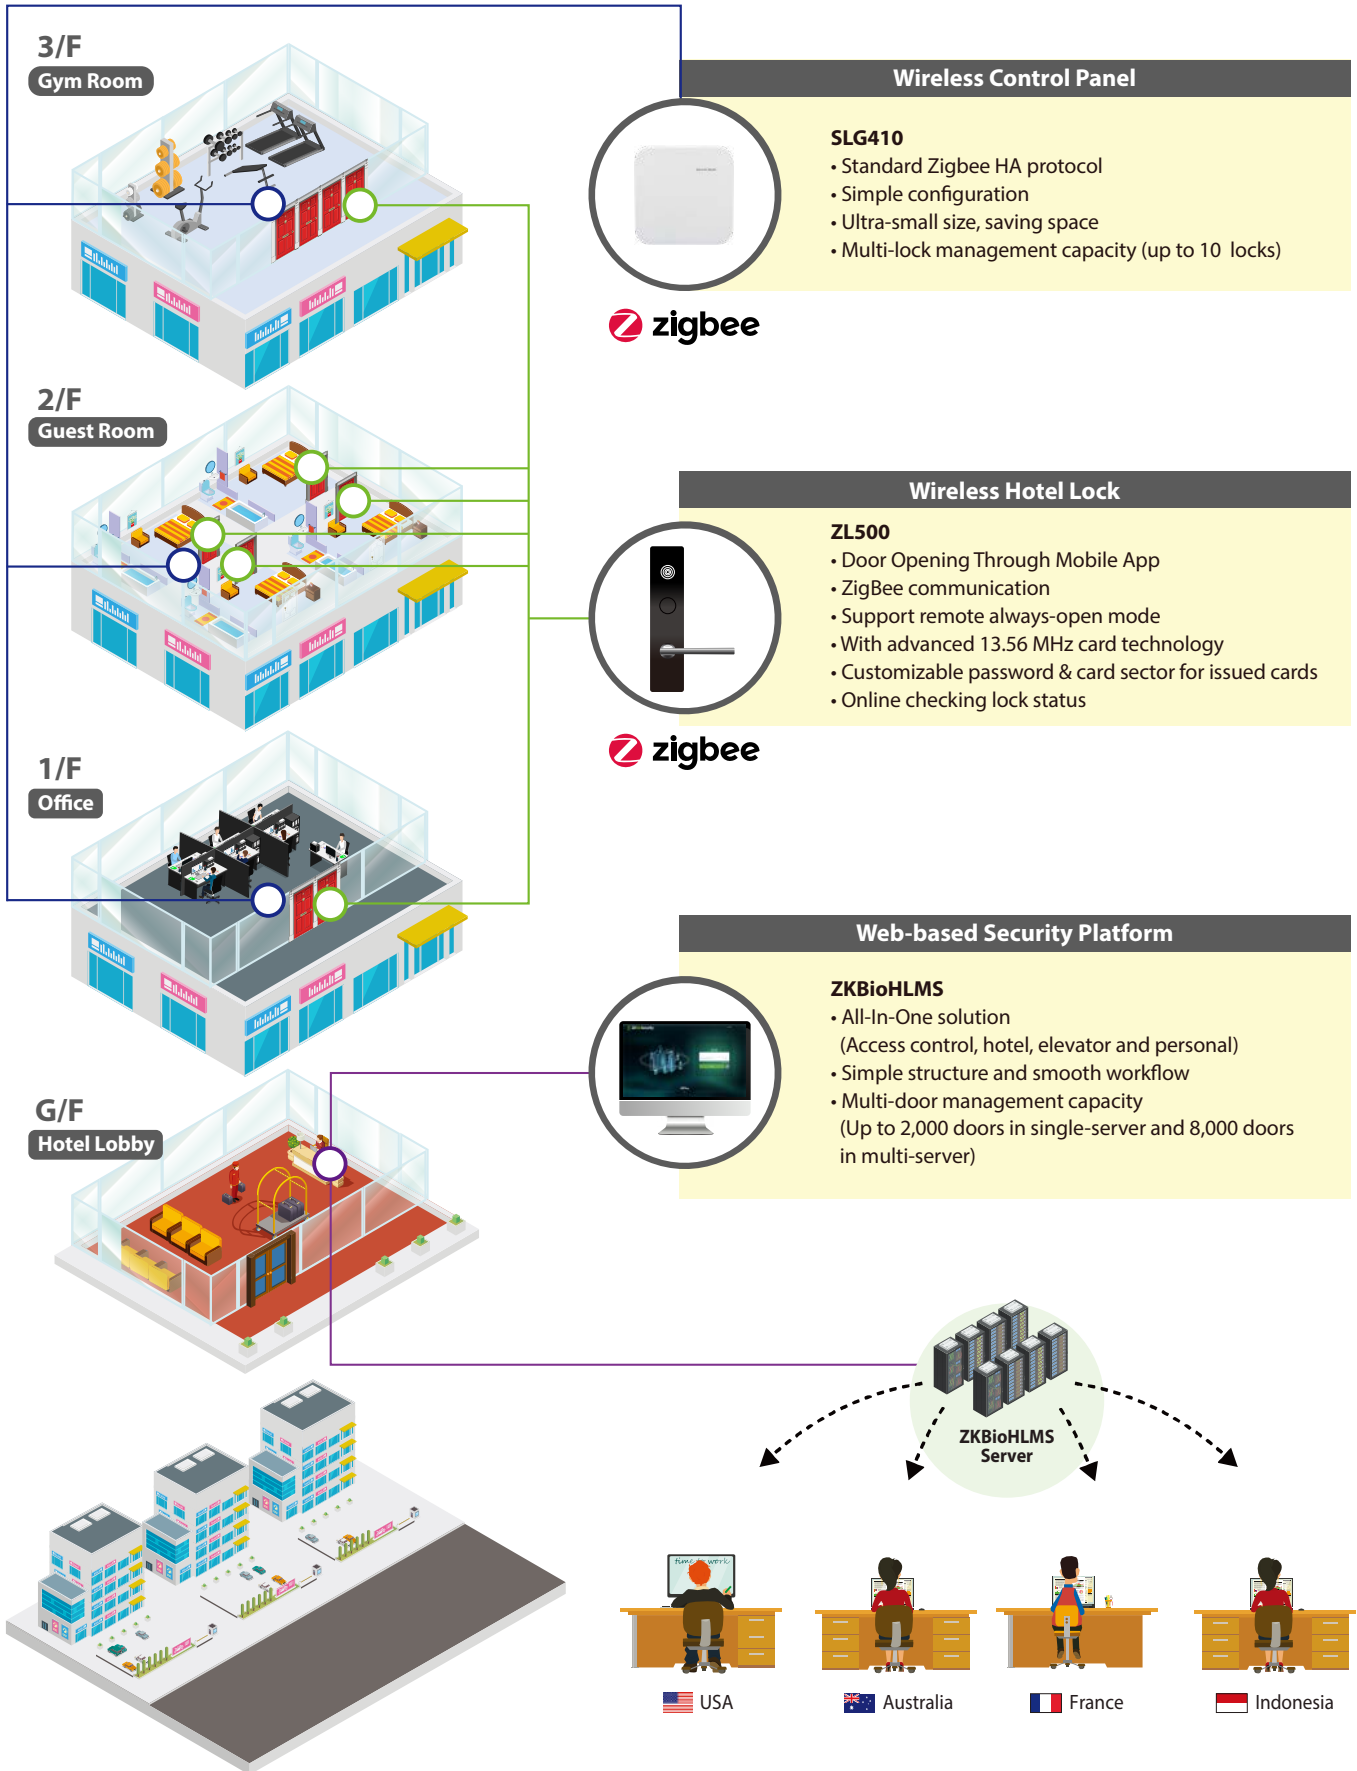 3/F
Gym Room
Wireless Control Panel
SLG410
• Standard Zigbee HA protocol
• Simple configuration
• Ultra-small size, saving space
• Multi-lock management capacity (up to 10 locks)
zigbee
2/F
Guest Room
Wireless Hotel Lock
ZL500
• Door Opening Through Mobile App
• ZigBee communication
• Support remote always-open mode
• With advanced 13.56 MHz card technology
• Customizable password & card sector for issued cards
• Online checking lock status
zigbee
1/F
Office
Web-based Security Platform
ZKBioHLMS
• All-In-One solution
(Access control, hotel, elevator and personal)
• Simple structure and smooth workflow
• Multi-door management capacity
(Up to 2,000 doors in single-server and 8,000 doors
in multi-server)
G/F
Hotel Lobby
ZKBioHLMS
Server
time to work
USA
Australia
France
Indonesia